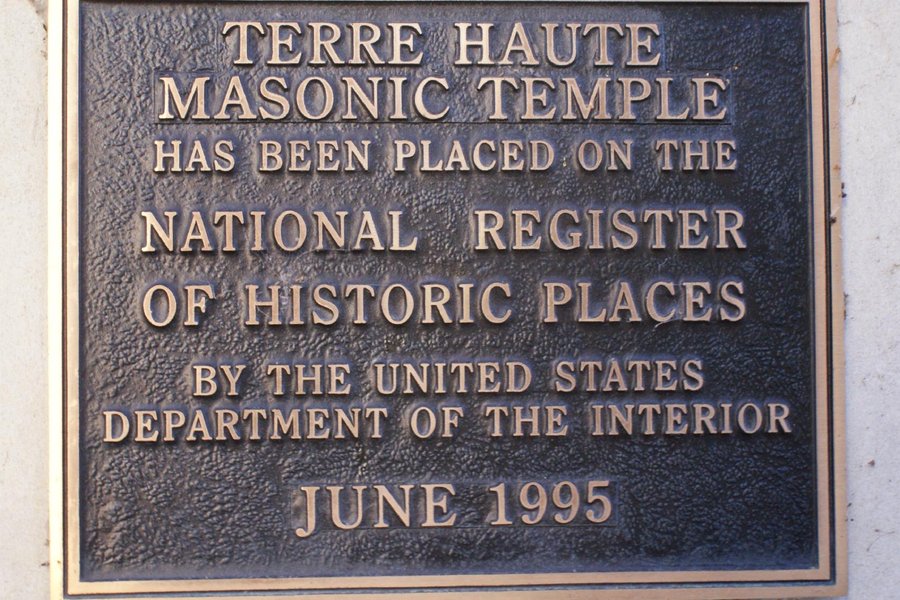 TERRE HAUTE
MASONIC TEMPLE
HAS BEEN PLACED ON THE
NATIONAL REGISTER
OF HISTORIC PLACES
BY THE UNITED STATES
DEPARTMENT OF THE INTERIOR
JUNE 1995